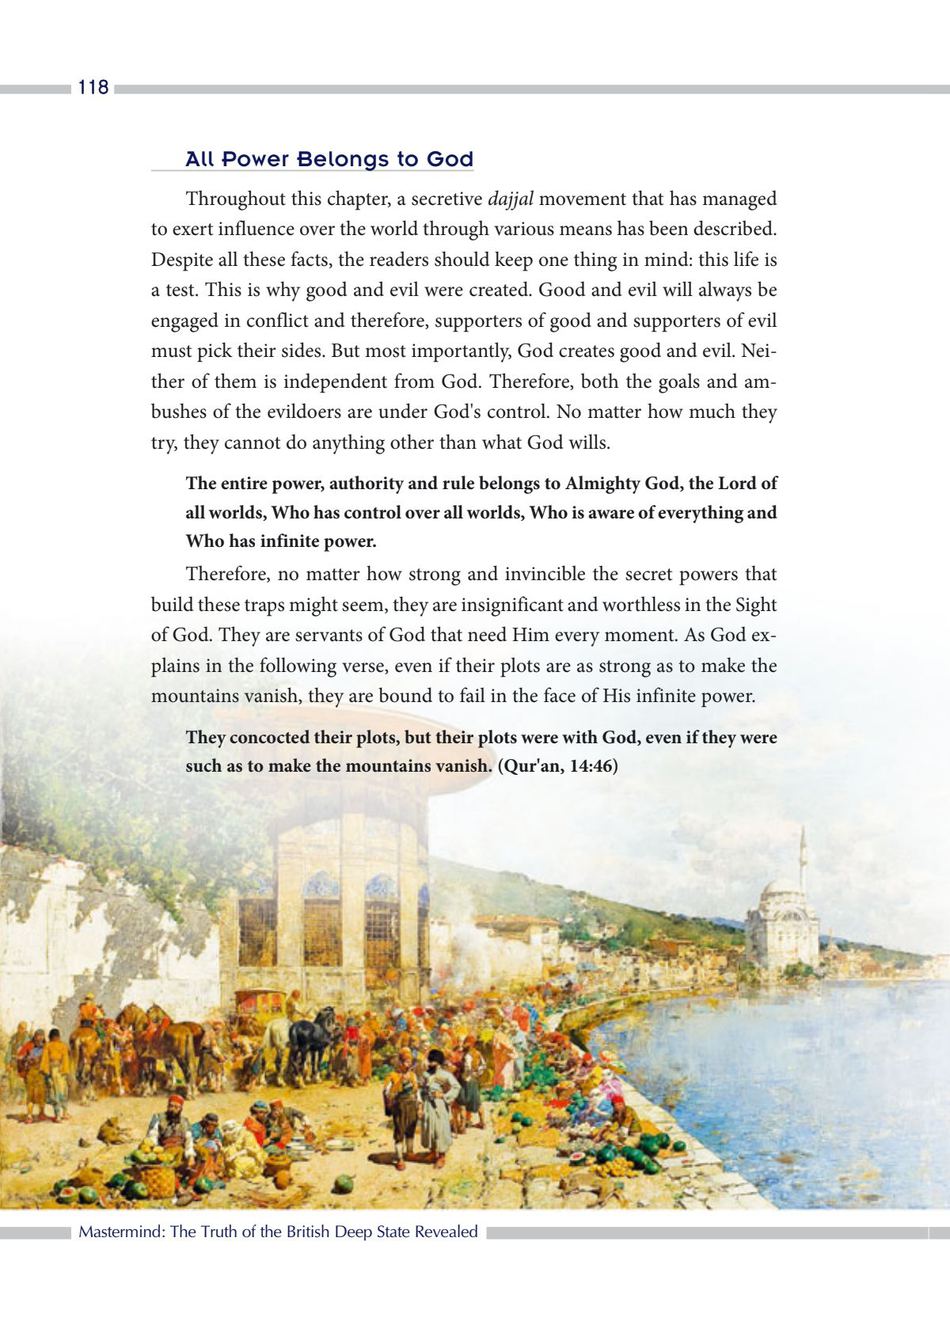 118
All Power Belongs to God
Throughout this chapter, a secretive dajjal movement that has managed
to exert influence over the world through various means has been described.
Despite all these facts, the readers should keep one thing in mind: this life is
a test. This is why good and evil were created. Good and evil will always be
engaged in conflict and therefore, supporters of good and supporters of evil
must pick their sides. But most importantly, God creates good and evil. Nei-
ther of them is independent from God. Therefore, both the goals and am-
bushes of the evildoers are under God's control. No matter how much they
try, they cannot do anything other than what God wills.
The entire power, authority and rule belongs to Almighty God, the Lord of
all worlds, Who has control over all worlds, Who is aware of everything and
Who has infinite power.
Therefore, no matter how strong and invincible the secret powers that
build these traps might seem, they are insignificant and worthless in the Sight
of God. They are servants of God that need Him every moment. As God ex-
plains in the following verse, even if their plots are as strong as to make the
mountains vanish, they are bound to fail in the face of His infinite power.
They concocted their plots, but their plots were with God, even if they were
such as to make the mountains vanish. (Qur'an, 14:46)
Mastermind: The Truth of the British Deep State Revealed